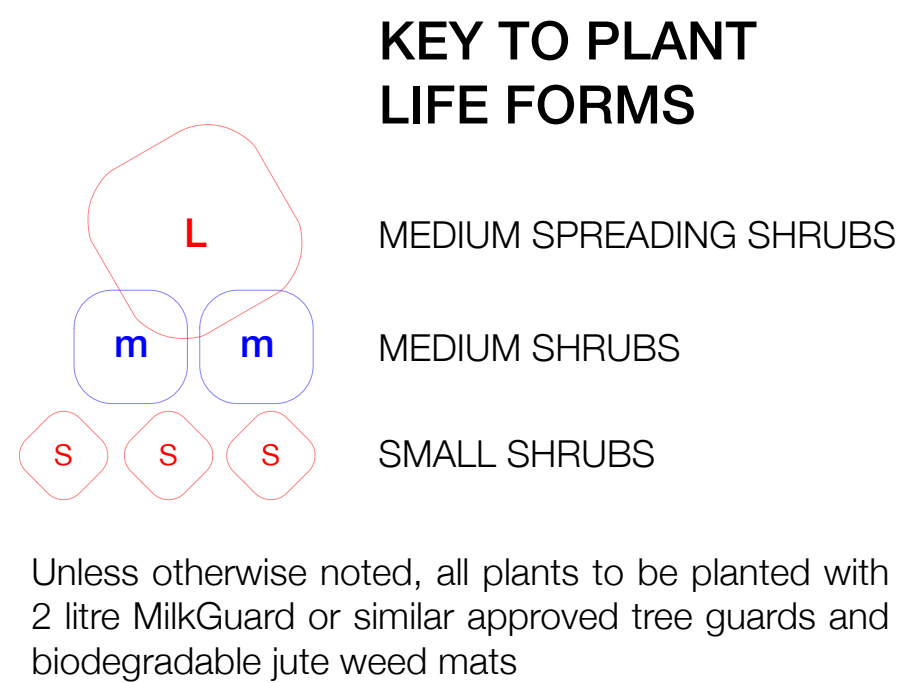 KEY TO PLANT
LIFE FORMS
L
MEDIUM SPREADING SHRUBS
m m
MEDIUM SHRUBS
S S S
SMALL SHRUBS
Unless otherwise noted, all plants to be planted with
2 litre MilkGuard or similar approved tree guards and
biodegradable jute weed mats